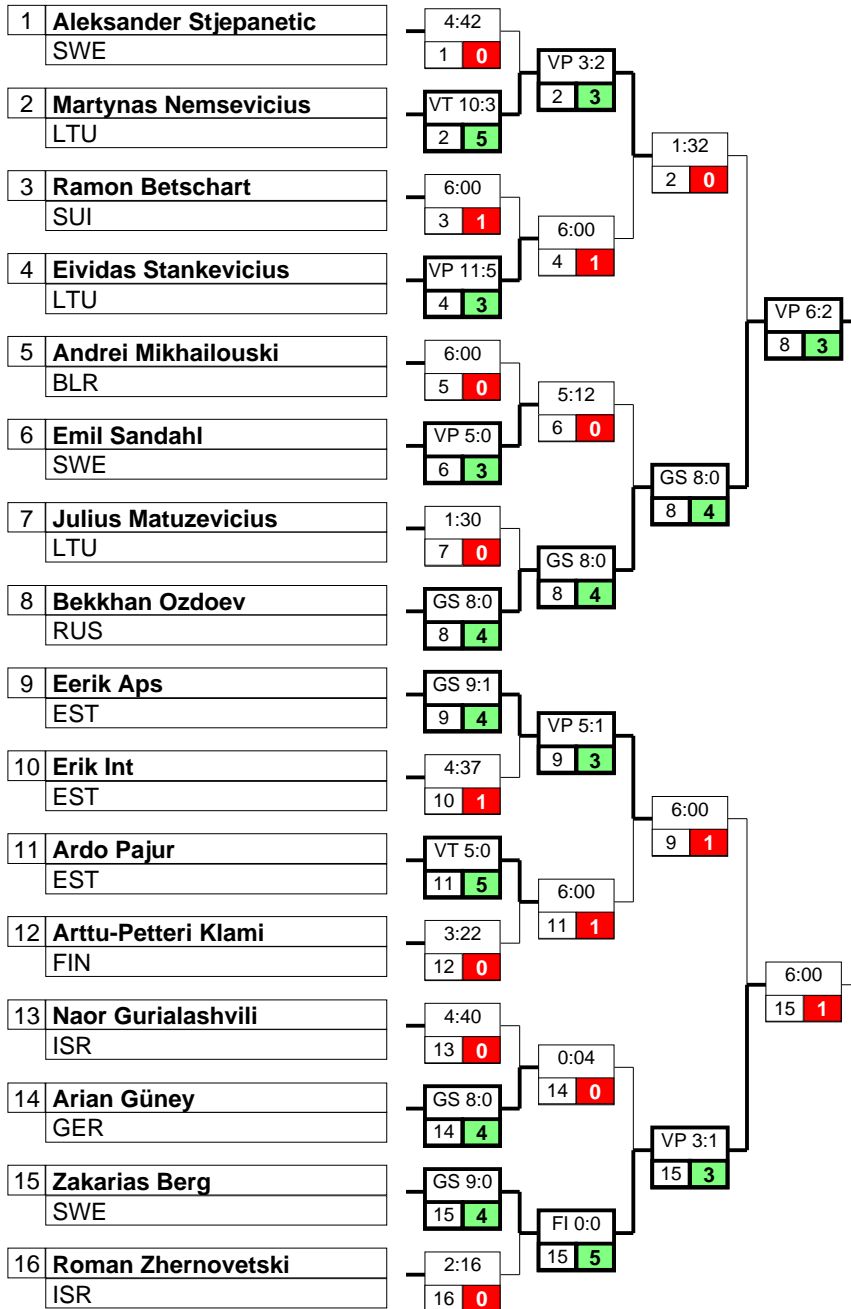 1 Aleksander Stjepanetic
SWE
2 Martynas Nemsevicius
LTU
3 Ramon Betschart
SUI
4 Eividas Stankevicius
LTU
5 Andrei Mikhailouski
BLR
6 Emil Sandahl
SWE
7 Julius Matuzevicius
LTU
8 Bekkhan Ozdoev
RUS
9 Eerik Aps
EST
10 Erik Int
EST
11 Ardo Pajur
EST
12 Arttu-Petteri Klami
FIN
13 Naor Gurialashvili
ISR
14 Arian Güney
GER
15 Zakarias Berg
SWE
16 Roman Zhernovetski
ISR
4:42
1 0
VT 10:3
2 5
6:00
3 1
VP 11:5
4 3
6:00
5 0
VP 5:0
6 3
1:30
7 0
GS 8:0
8 4
GS 9:1
9 4
4:37
10 1
VT 5:0
11 5
3:22
12 0
4:40
13 0
GS 8:0
14 4
GS 9:0
15 4
2:16
16 0
VP 3:2
2 3
6:00
4 1
5:12
6 0
GS 8:0
8 4
VP 5:1
9 3
6:00
11 1
0:04
14 0
FI 0:0
15 5
1:32
2 0
GS 8:0
8 4
6:00
9 1
VP 3:1
15 3
VP 6:2
8 3
6:00
15 1